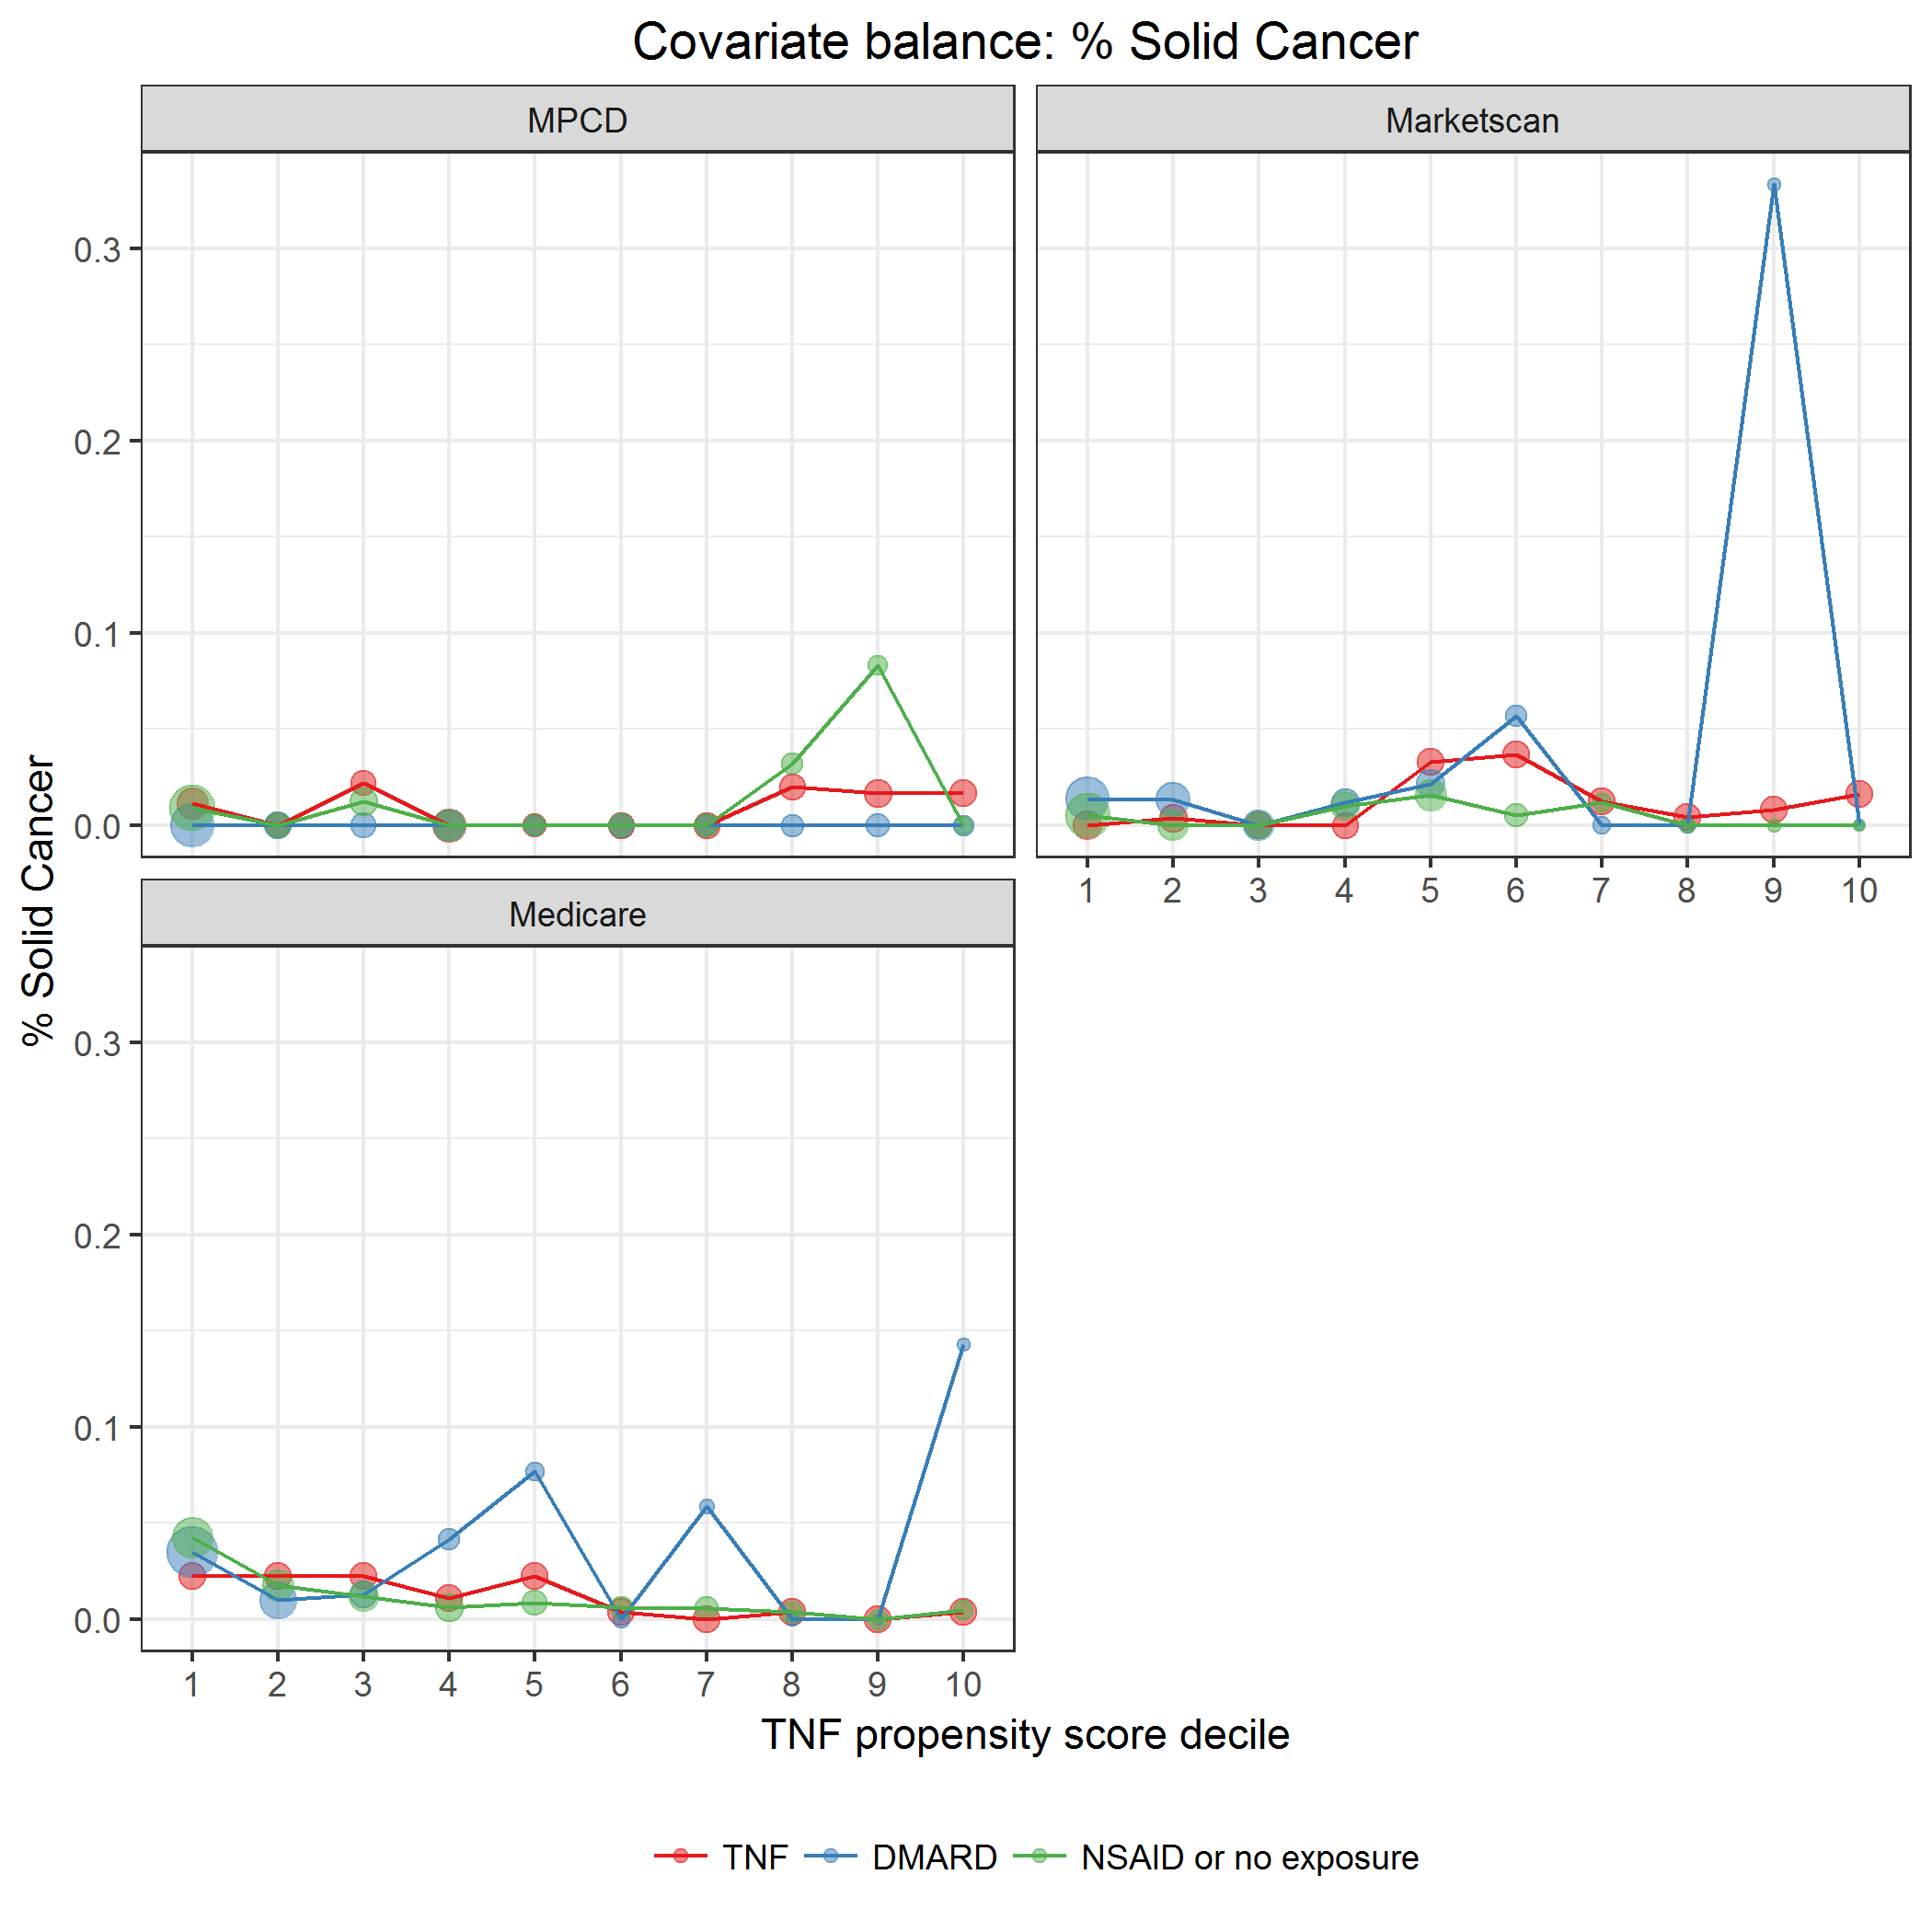 Covariate balance: % Solid Cancer
MPCD
Marketscan
0.3
0.2
0.1
0.0
1 2 3 4 5 6 7 8 9 10
Medicare
0.3
0.2
0.1
0.0
1 2 3 4 5 6 7 8 9 10
% Solid Cancer
TNF propensity score decile
TNF DMARD NSAID or no exposure